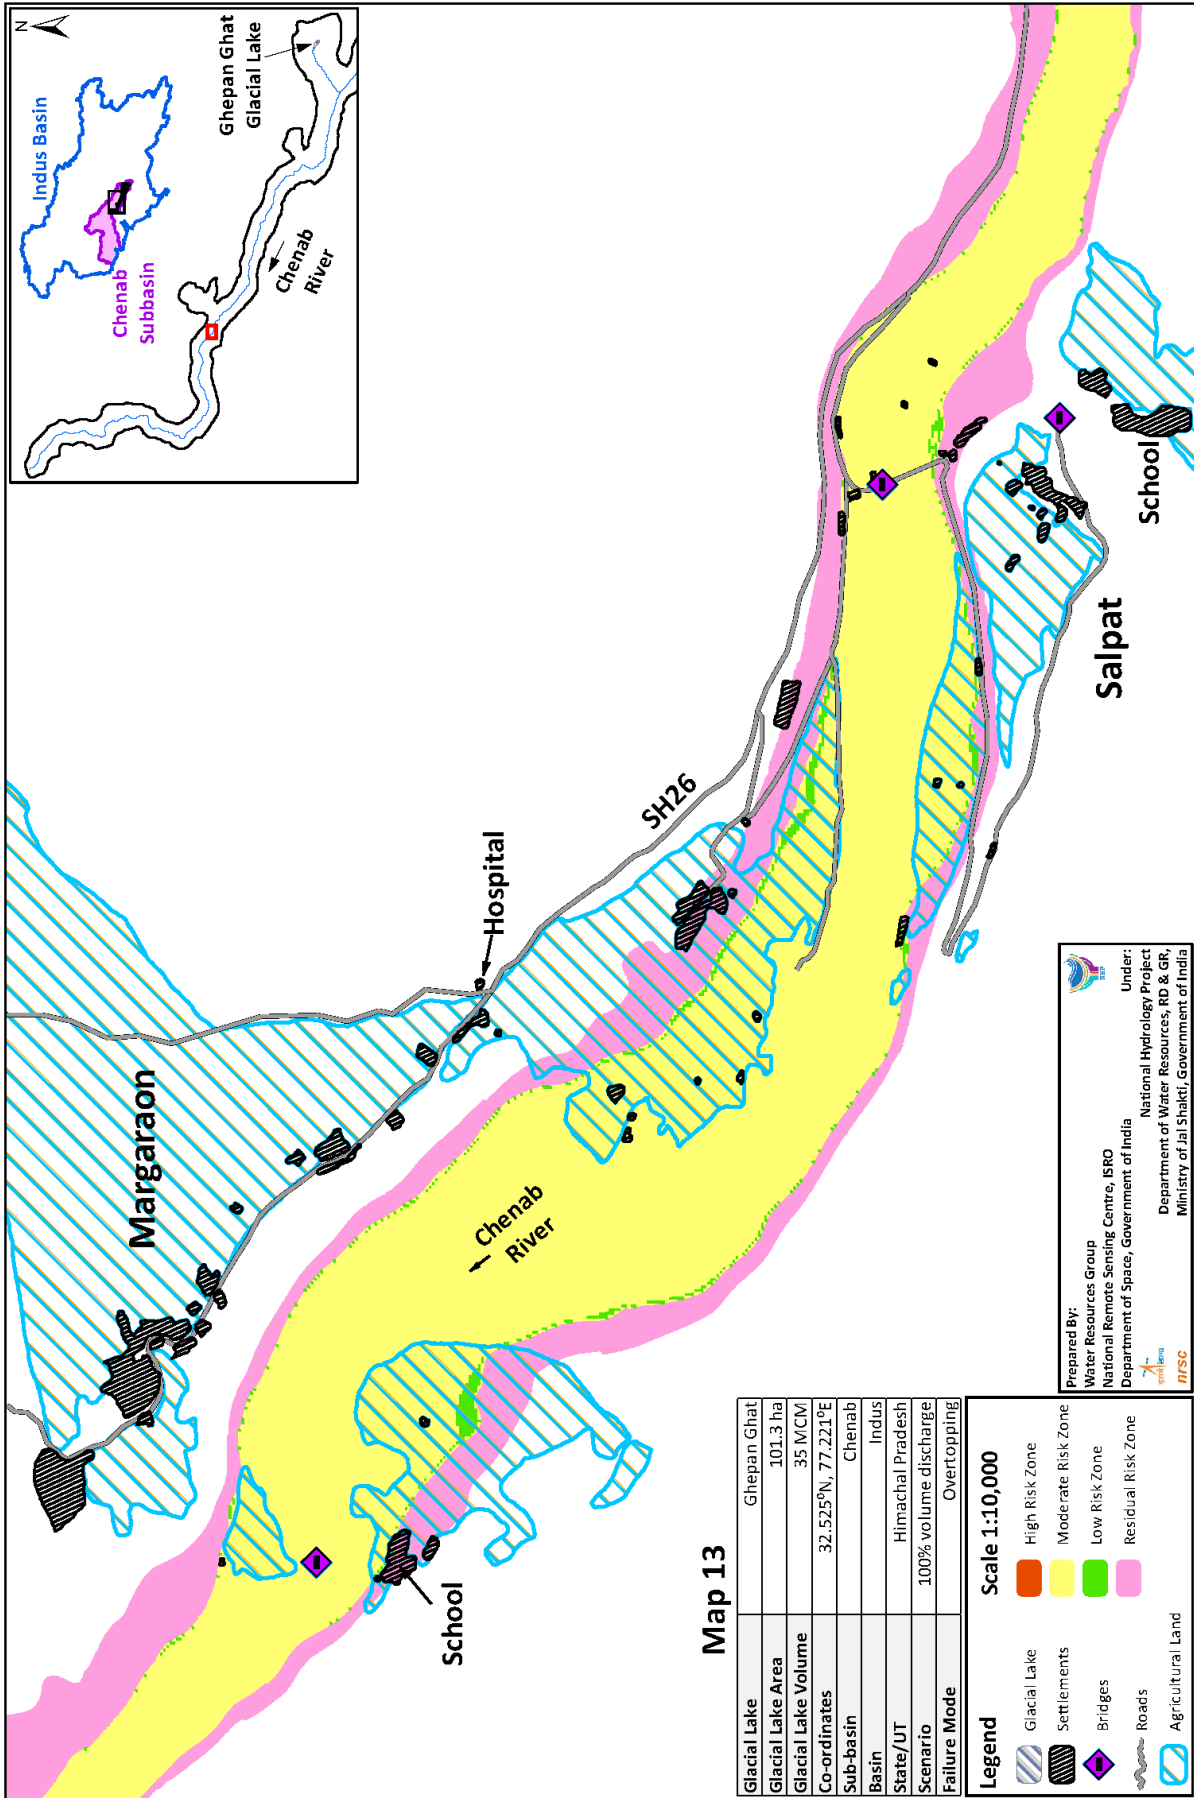 N
Indus Basin
Chenab
Subbasin
Ghepan Ghat
Glacial Lake
Chenab
River
Margaraon
Hospital
SH26
Salpat
School
Chenab
River
School
Map 13
Glacial Lake Ghepan Ghat
Glacial Lake Area 101.3 ha
Glacial Lake Volume 35 MCM
Co-ordinates 32.525⁰N, 77.221⁰E
Sub-basin Chenab
Basin Indus
State/UT Himachal Pradesh
Scenario 100% volume discharge
Failure Mode Overtopping
Legend
Scale 1:10,000
Glacial Lake
Settlements
Bridges
Roads
Agricultural Land
High Risk Zone
Moderate Risk Zone
Low Risk Zone
Residual Risk Zone
Prepared By:
Water Resources Group
National Remote Sensing Centre, ISRO
Department of Space, Government of India
nrsc
NHP
Under:
National Hydrology Project
Department of Water Resources, RD & GR,
Ministry of Jal Shakti, Government of India